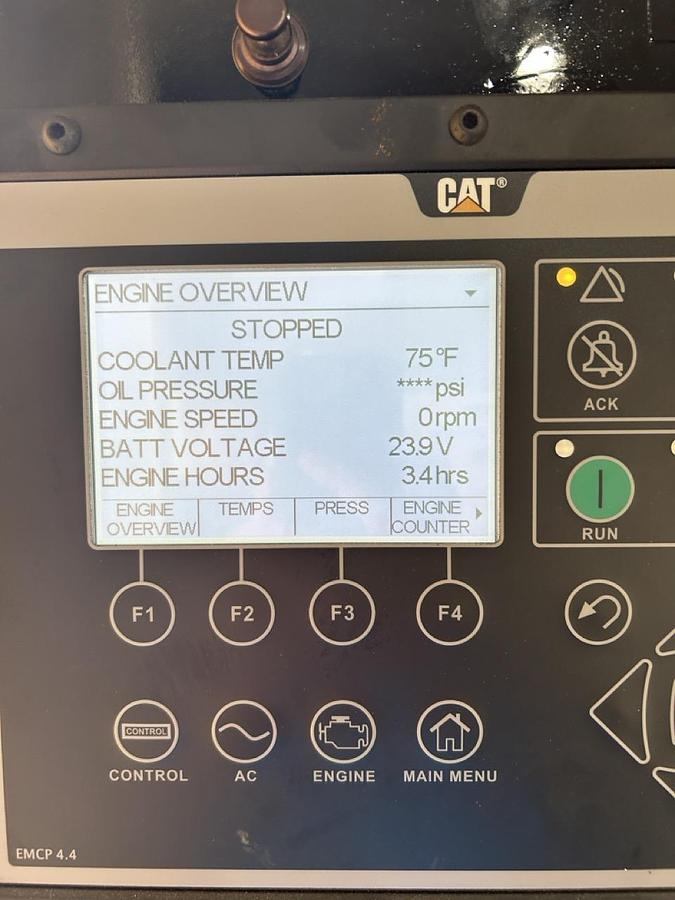 CAT®
ENGINE OVERVIEW
STOPPED
COOLANT TEMP 75°F
OIL PRESSURE ****psi
ENGINE SPEED 0rpm
BATT VOLTAGE 23.9V
ENGINE HOURS 3.4hrs
ENGINE OVERVIEW TEMPS PRESS ENGINE COUNTER
ACK
RUN
F1 F2 F3 F4
CONTROL
CONTROL AC ENGINE MAIN MENU
EMCP 4.4